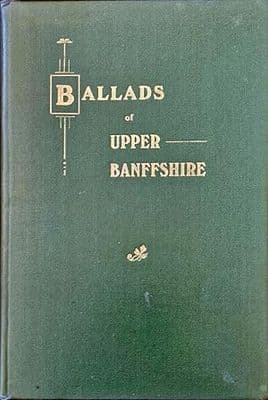 BALLADS
of
UPPER
BANFFSHIRE